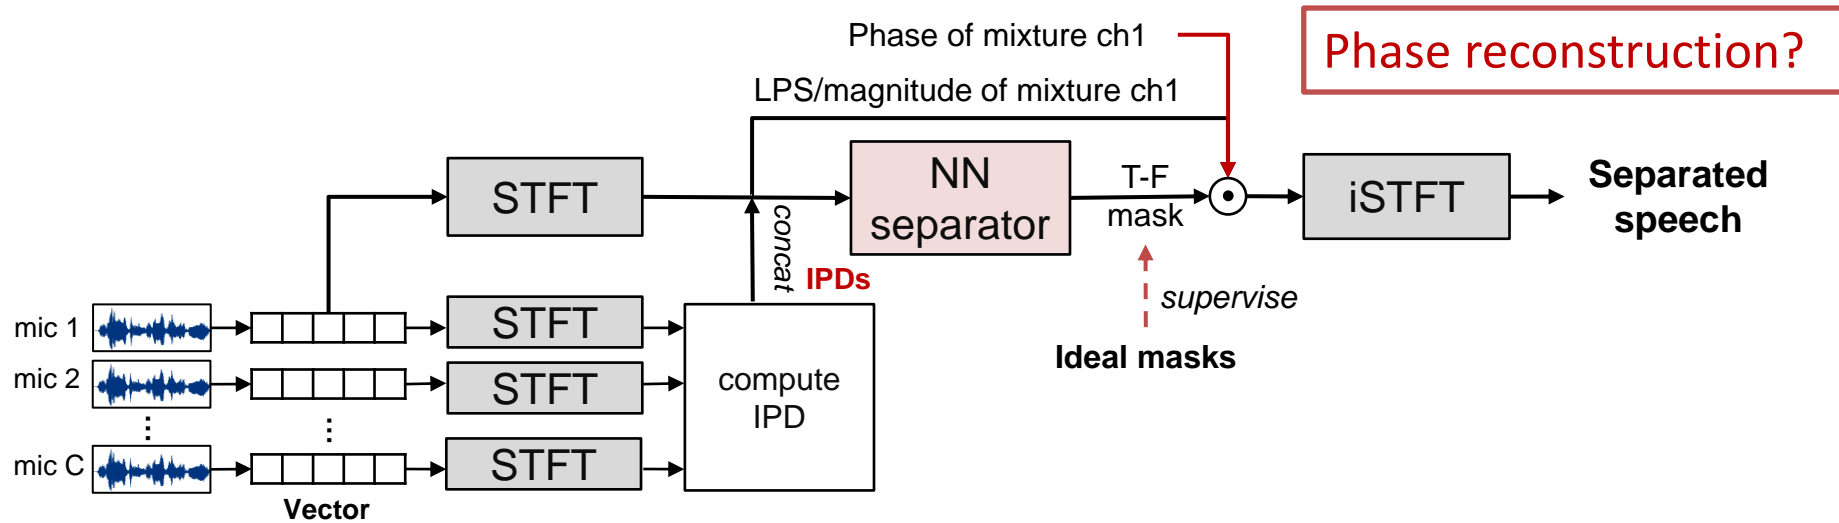 Phase of mixture ch1
Phase reconstruction?
LPS/magnitude of mixture ch1
STFT
NN
separator
T-F
mask
iSTFT
Separated
speech
concat
IPDs
supervise
Ideal masks
mic 1
STFT
mic 2
STFT
compute
IPD
...
...
mic C
STFT
Vector